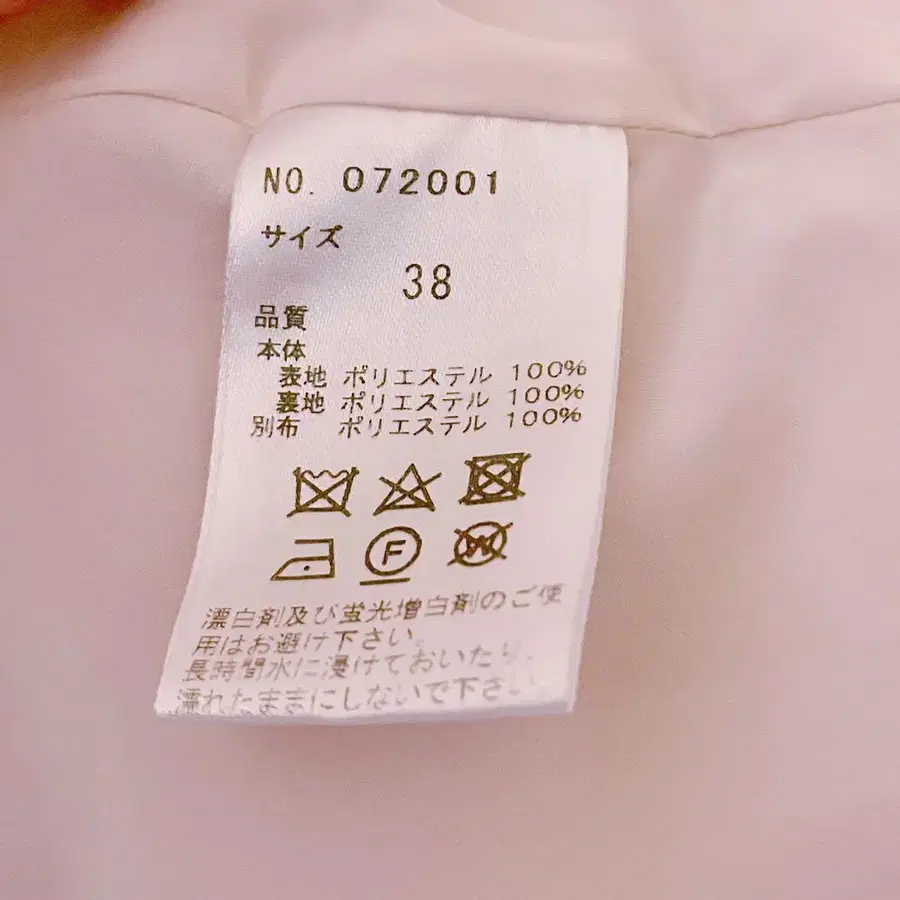 NO. 072001
サイズ
38
品質
本体
表地 ポリエステル 100%
裏地 ポリエステル 100%
別布 ポリエステル 100%
F
W
漂白剤及び蛍光増白剤のご使
用はお避け下さい。
長時間水に浸けておいたり、
濡れたままにしないで下さい